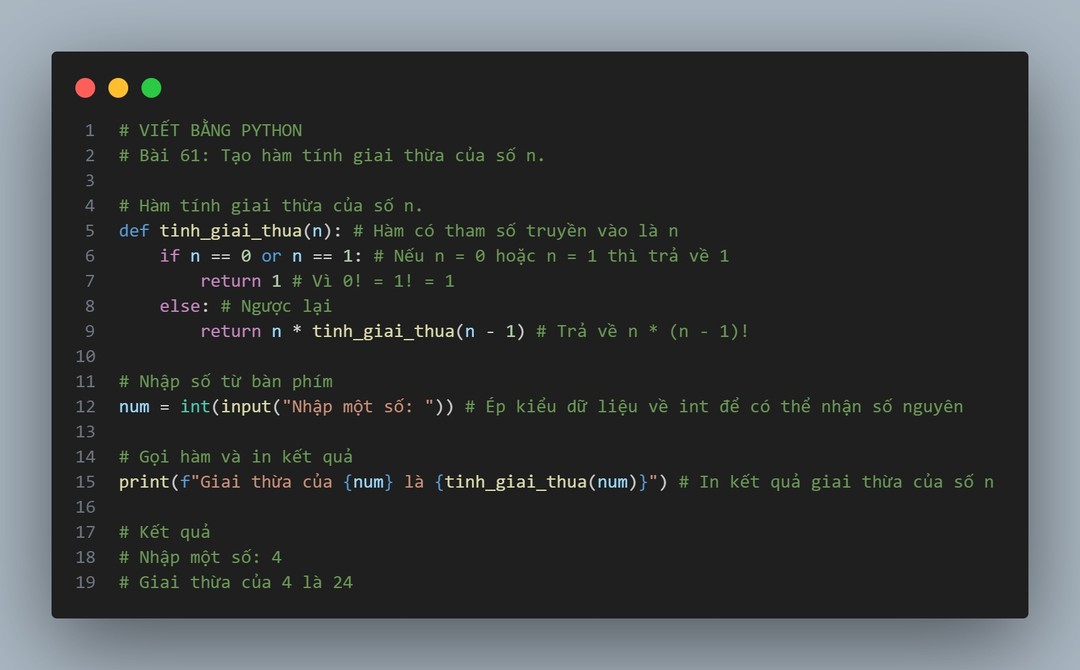 1 # VIẾT BẰNG PYTHON
2 # Bài 61: Tạo hàm tính giai thừa của số n.
3
4 # Hàm tính giai thừa của số n.
5 def tinh_giai_thua(n): # Hàm có tham số truyền vào là n
6     if n == 0 or n == 1: # Nếu n = 0 hoặc n = 1 thì trả về 1
7         return 1 # Vì 0! = 1! = 1
8     else: # Ngược lại
9         return n * tinh_giai_thua(n - 1) # Trả về n * (n - 1)!
10
11 # Nhập số từ bàn phím
12 num = int(input("Nhập một số: ")) # Ép kiểu dữ liệu về int để có thể nhận số nguyên
13
14 # Gọi hàm và in kết quả
15 print(f"Giai thừa của {num} là {tinh_giai_thua(num)}") # In kết quả giai thừa của số n
16
17 # Kết quả
18 # Nhập một số: 4
19 # Giai thừa của 4 là 24